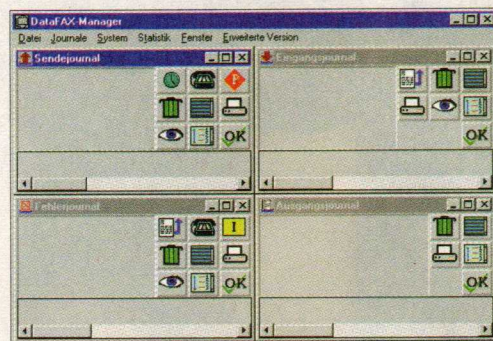 DataFAX-Manager
Datei Journale System Statistik Fenster Erweiterte Version
Sendejournal
Eingangsjournal
P
OK
OK
Fehlerjournal
Ausgangsjournal
I
OK
OK